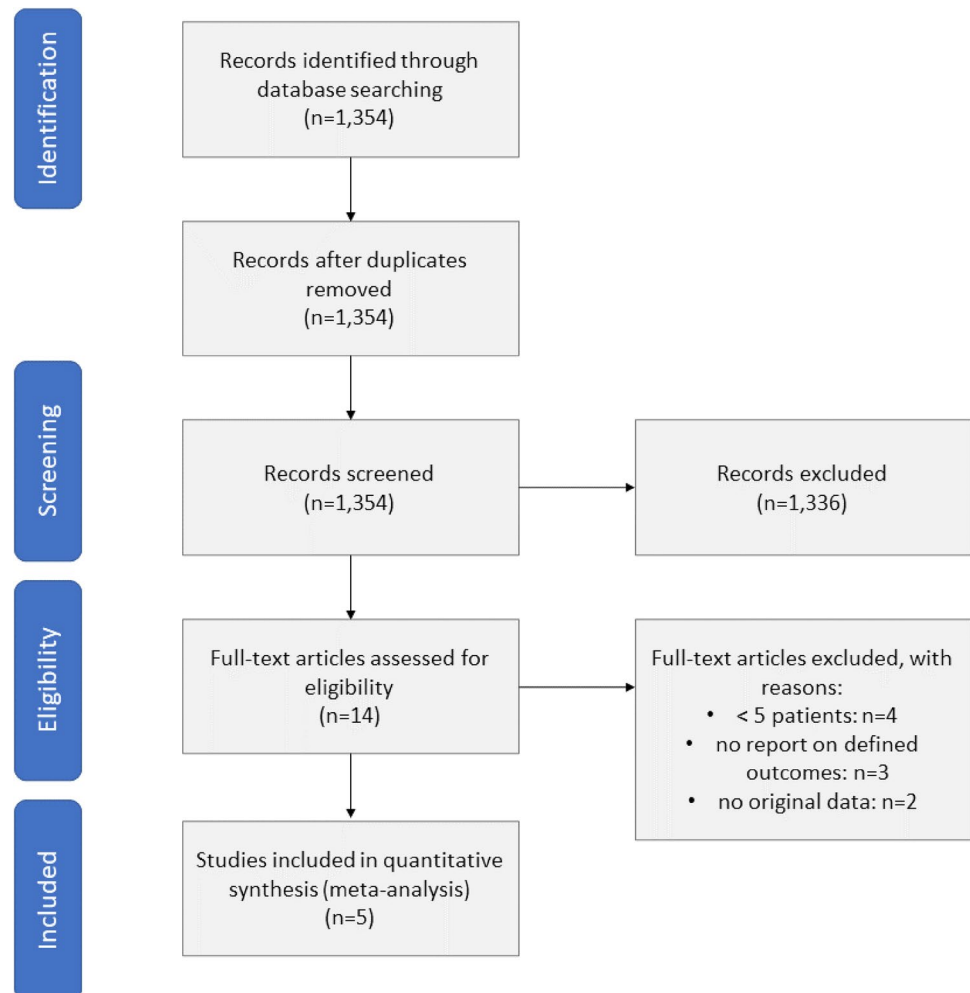 Identification
Records identified through
database searching
(n=1,354)
Records after duplicates
removed
(n=1,354)
Screening
Records screened
(n=1,354)
Records excluded
(n=1,336)
Eligibility
Full-text articles assessed for
eligibility
(n=14)
Full-text articles excluded, with
reasons:
• < 5 patients: n=4
• no report on defined
outcomes: n=3
• no original data: n=2
Included
Studies included in quantitative
synthesis (meta-analysis)
(n=5)